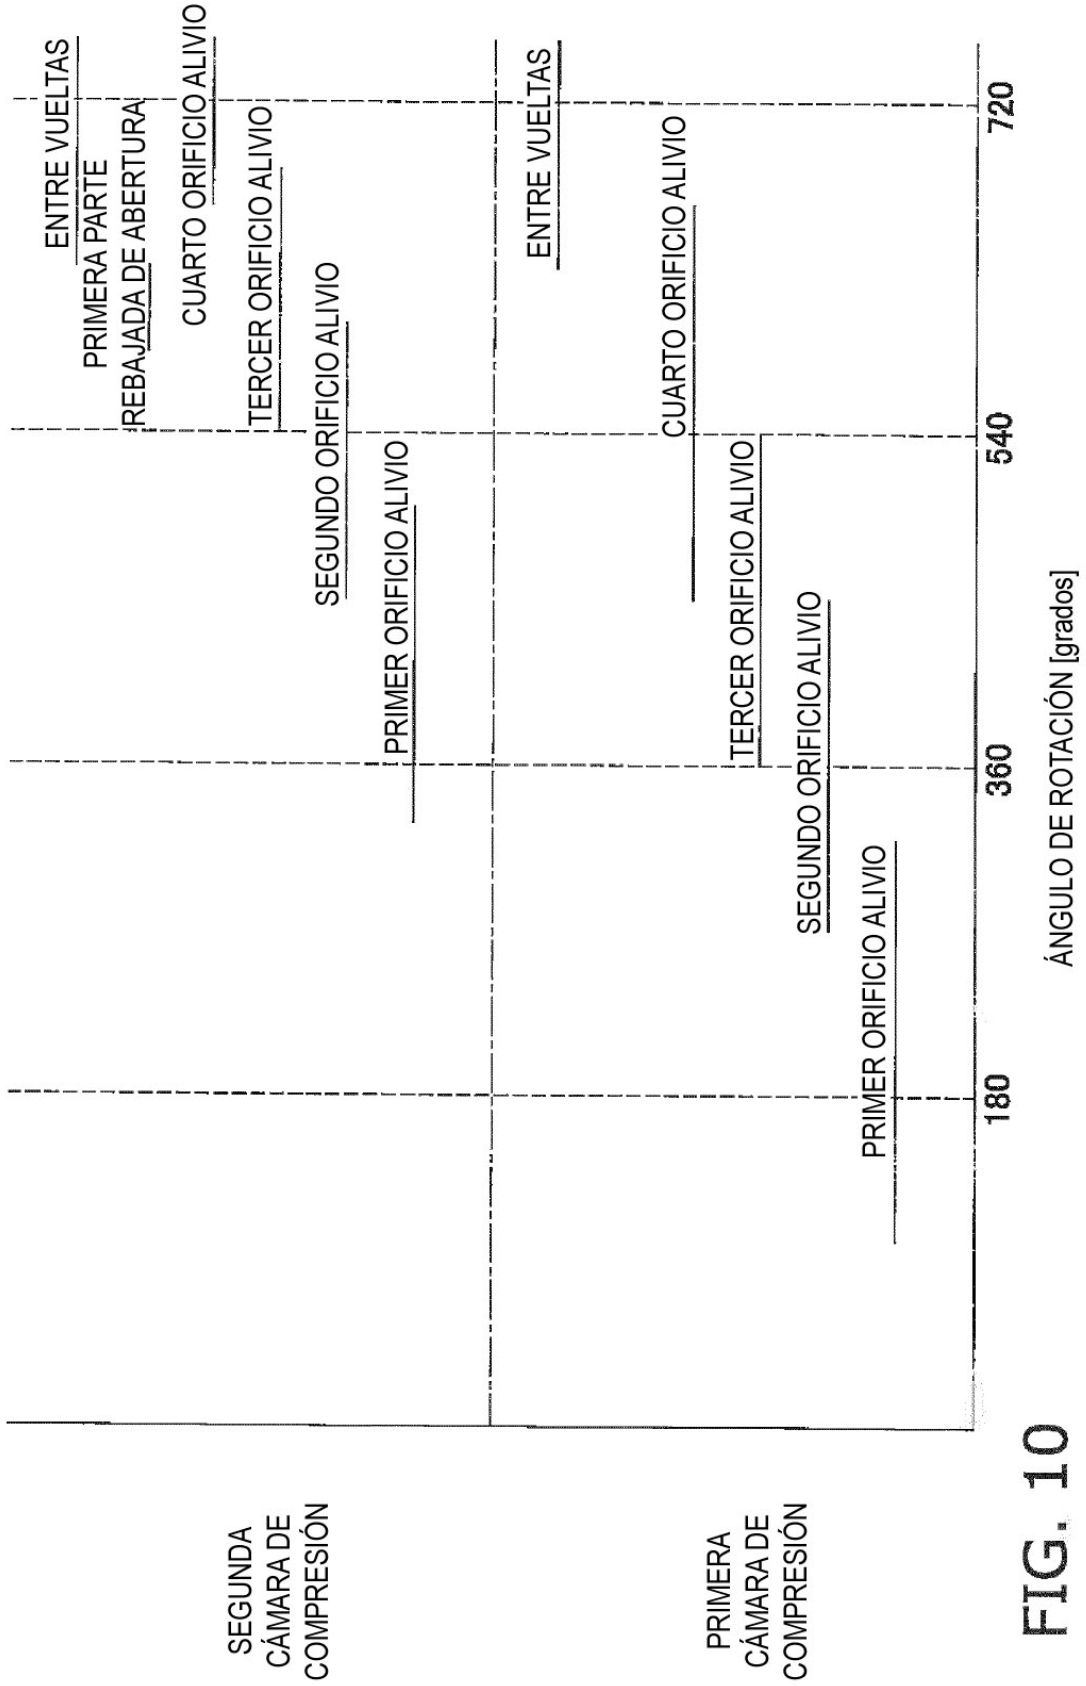 SEGUNDA
CÁMARA DE
COMPRESIÓN
ENTRE VUELTAS
PRIMERA PARTE
REBAJADA DE ABERTURA
CUARTO ORIFICIO ALIVIO
TERCER ORIFICIO ALIVIO
SEGUNDO ORIFICIO ALIVIO
PRIMER ORIFICIO ALIVIO
PRIMERA
CÁMARA DE
COMPRESIÓN
ENTRE VUELTAS
CUARTO ORIFICIO ALIVIO
TERCER ORIFICIO ALIVIO
SEGUNDO ORIFICIO ALIVIO
PRIMER ORIFICIO ALIVIO
180
360
540
720
ÁNGULO DE ROTACIÓN [grados]
FIG. 10